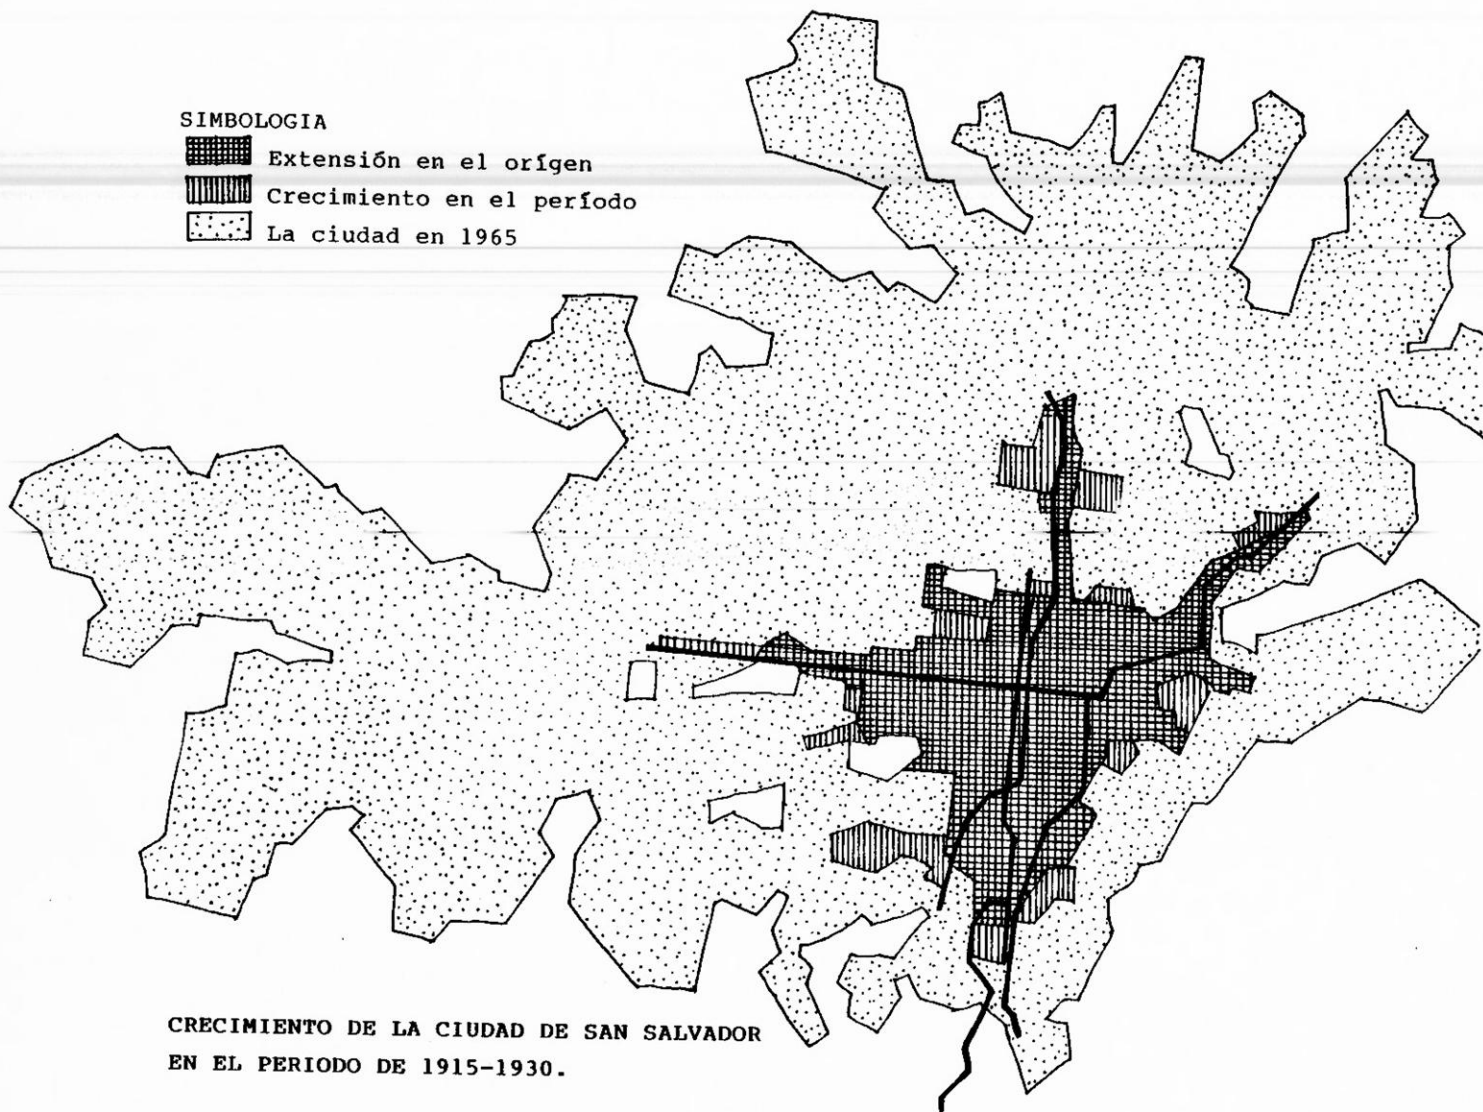 SIMBOLOGIA
Extensión en el orígen
Crecimiento en el período
La ciudad en 1965
CRECIMIENTO DE LA CIUDAD DE SAN SALVADOR
EN EL PERIODO DE 1915-1930.